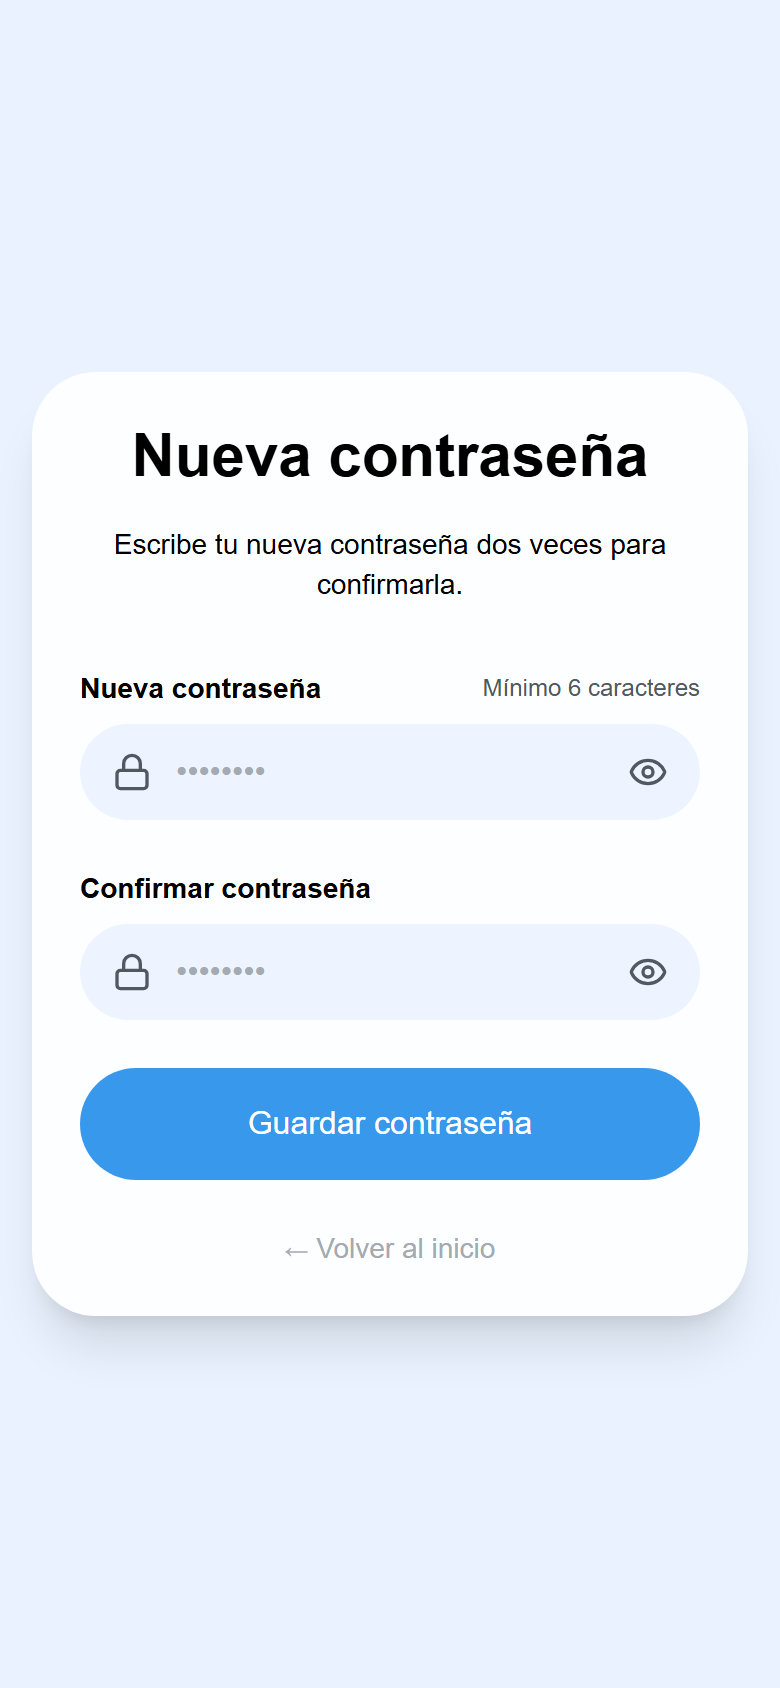 Nueva contraseña
Escribe tu nueva contraseña dos veces para
confirmarla.
Nueva contraseña Mínimo 6 caracteres
••••••••
Confirmar contraseña
••••••••
Guardar contraseña
← Volver al inicio